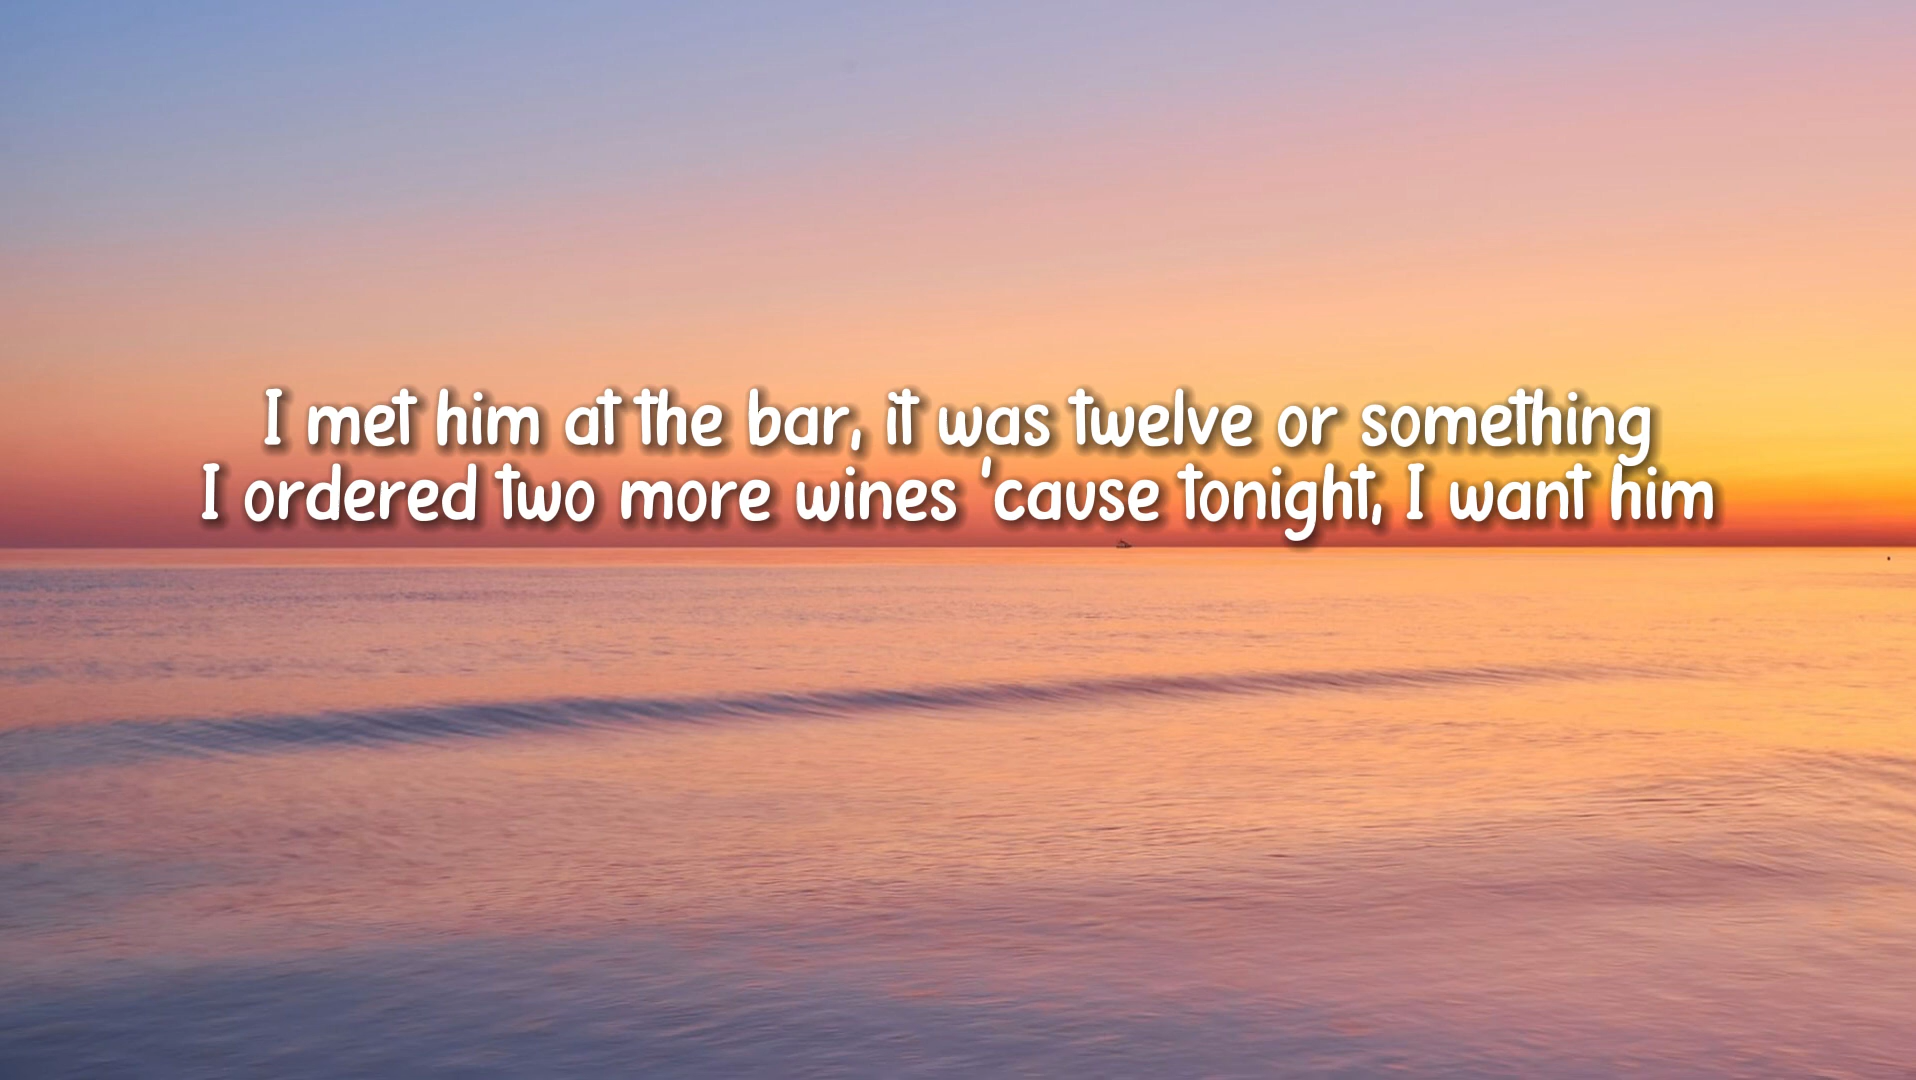 I met him at the bar, it was twelve or something
I ordered two more wines 'cause tonight, I want him